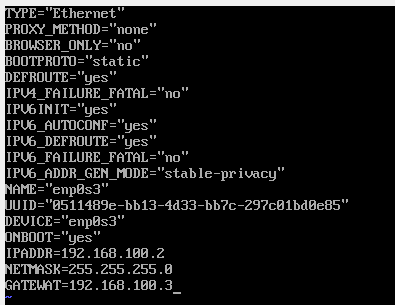 TYPE="Ethernet"
PROXY_METHOD="none"
BROWSER_ONLY="no"
BOOTPROTO="static"
DEFROUTE="yes"
IPV4_FAILURE_FATAL="no"
IPV6INIT="yes"
IPV6_AUTOCONF="yes"
IPV6_DEFROUTE="yes"
IPV6_FAILURE_FATAL="no"
IPV6_ADDR_GEN_MODE="stable-privacy"
NAME="enp0s3"
UUID="0511489e-bb13-4d33-bb7c-297c01bd0e85"
DEVICE="enp0s3"
ONBOOT="yes"
IPADDR=192.168.100.2
NETMASK=255.255.255.0
GATEWAT=192.168.100.3_
~